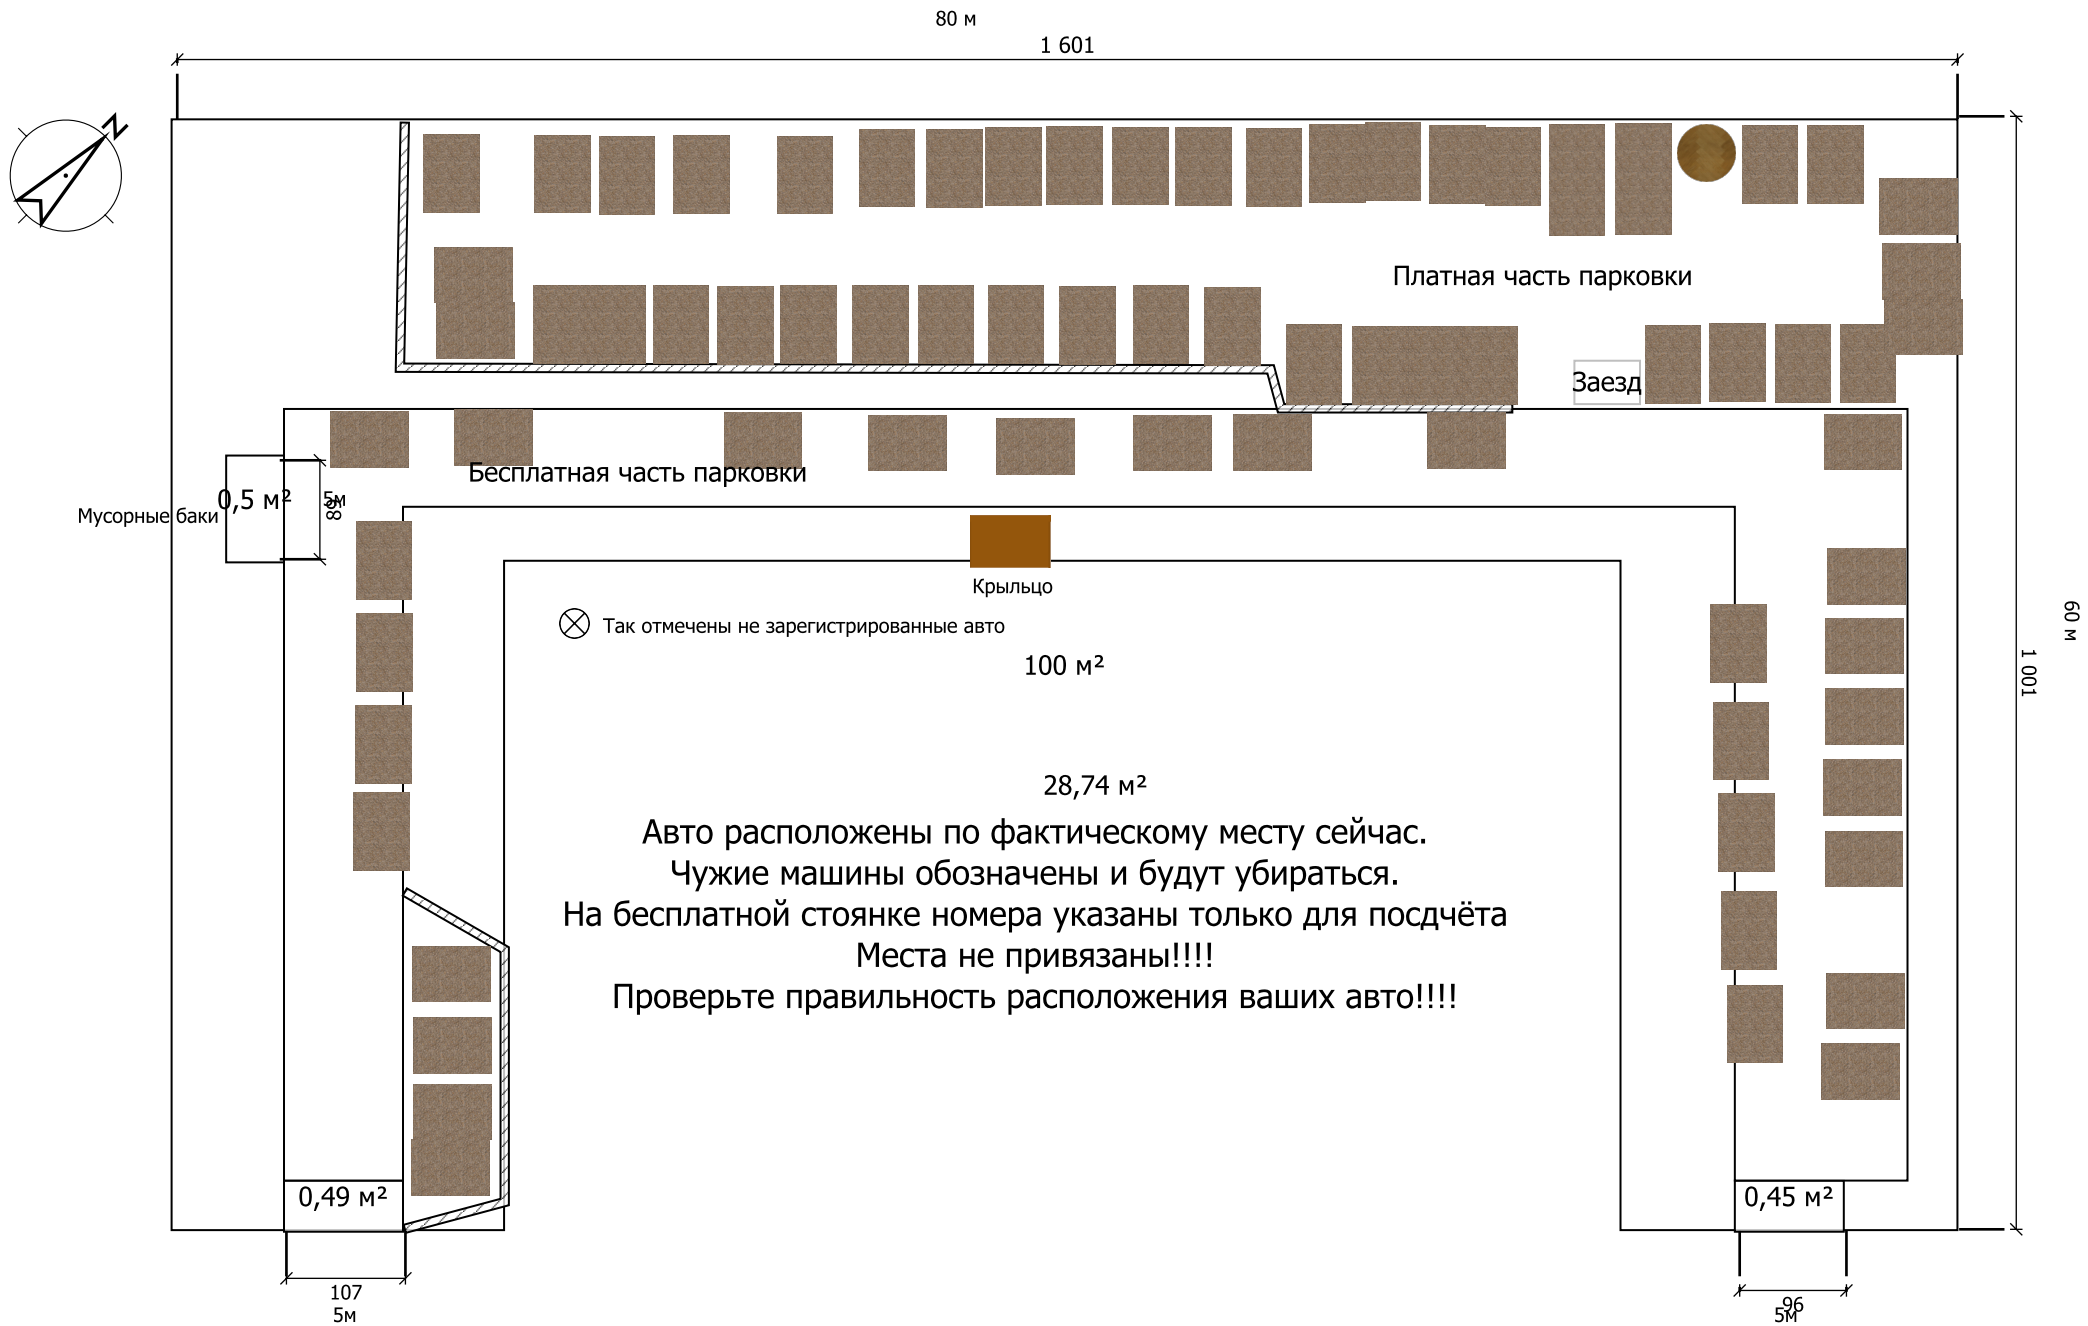 80 м
1 601
N
Платная часть парковки
Заезд
Бесплатная часть парковки
0,5 м²
5м
89
Мусорные баки
Крыльцо
Так отмечены не зарегистрированные авто
60 м
1 001
100 м²
28,74 м²
Авто расположены по фактическому месту сейчас.
Чужие машины обозначены и будут убираться.
На бесплатной стоянке номера указаны только для посдчёта
Места не привязаны!!!!
Проверьте правильность расположения ваших авто!!!!
0,49 м²
0,45 м²
107
5м
96
5м